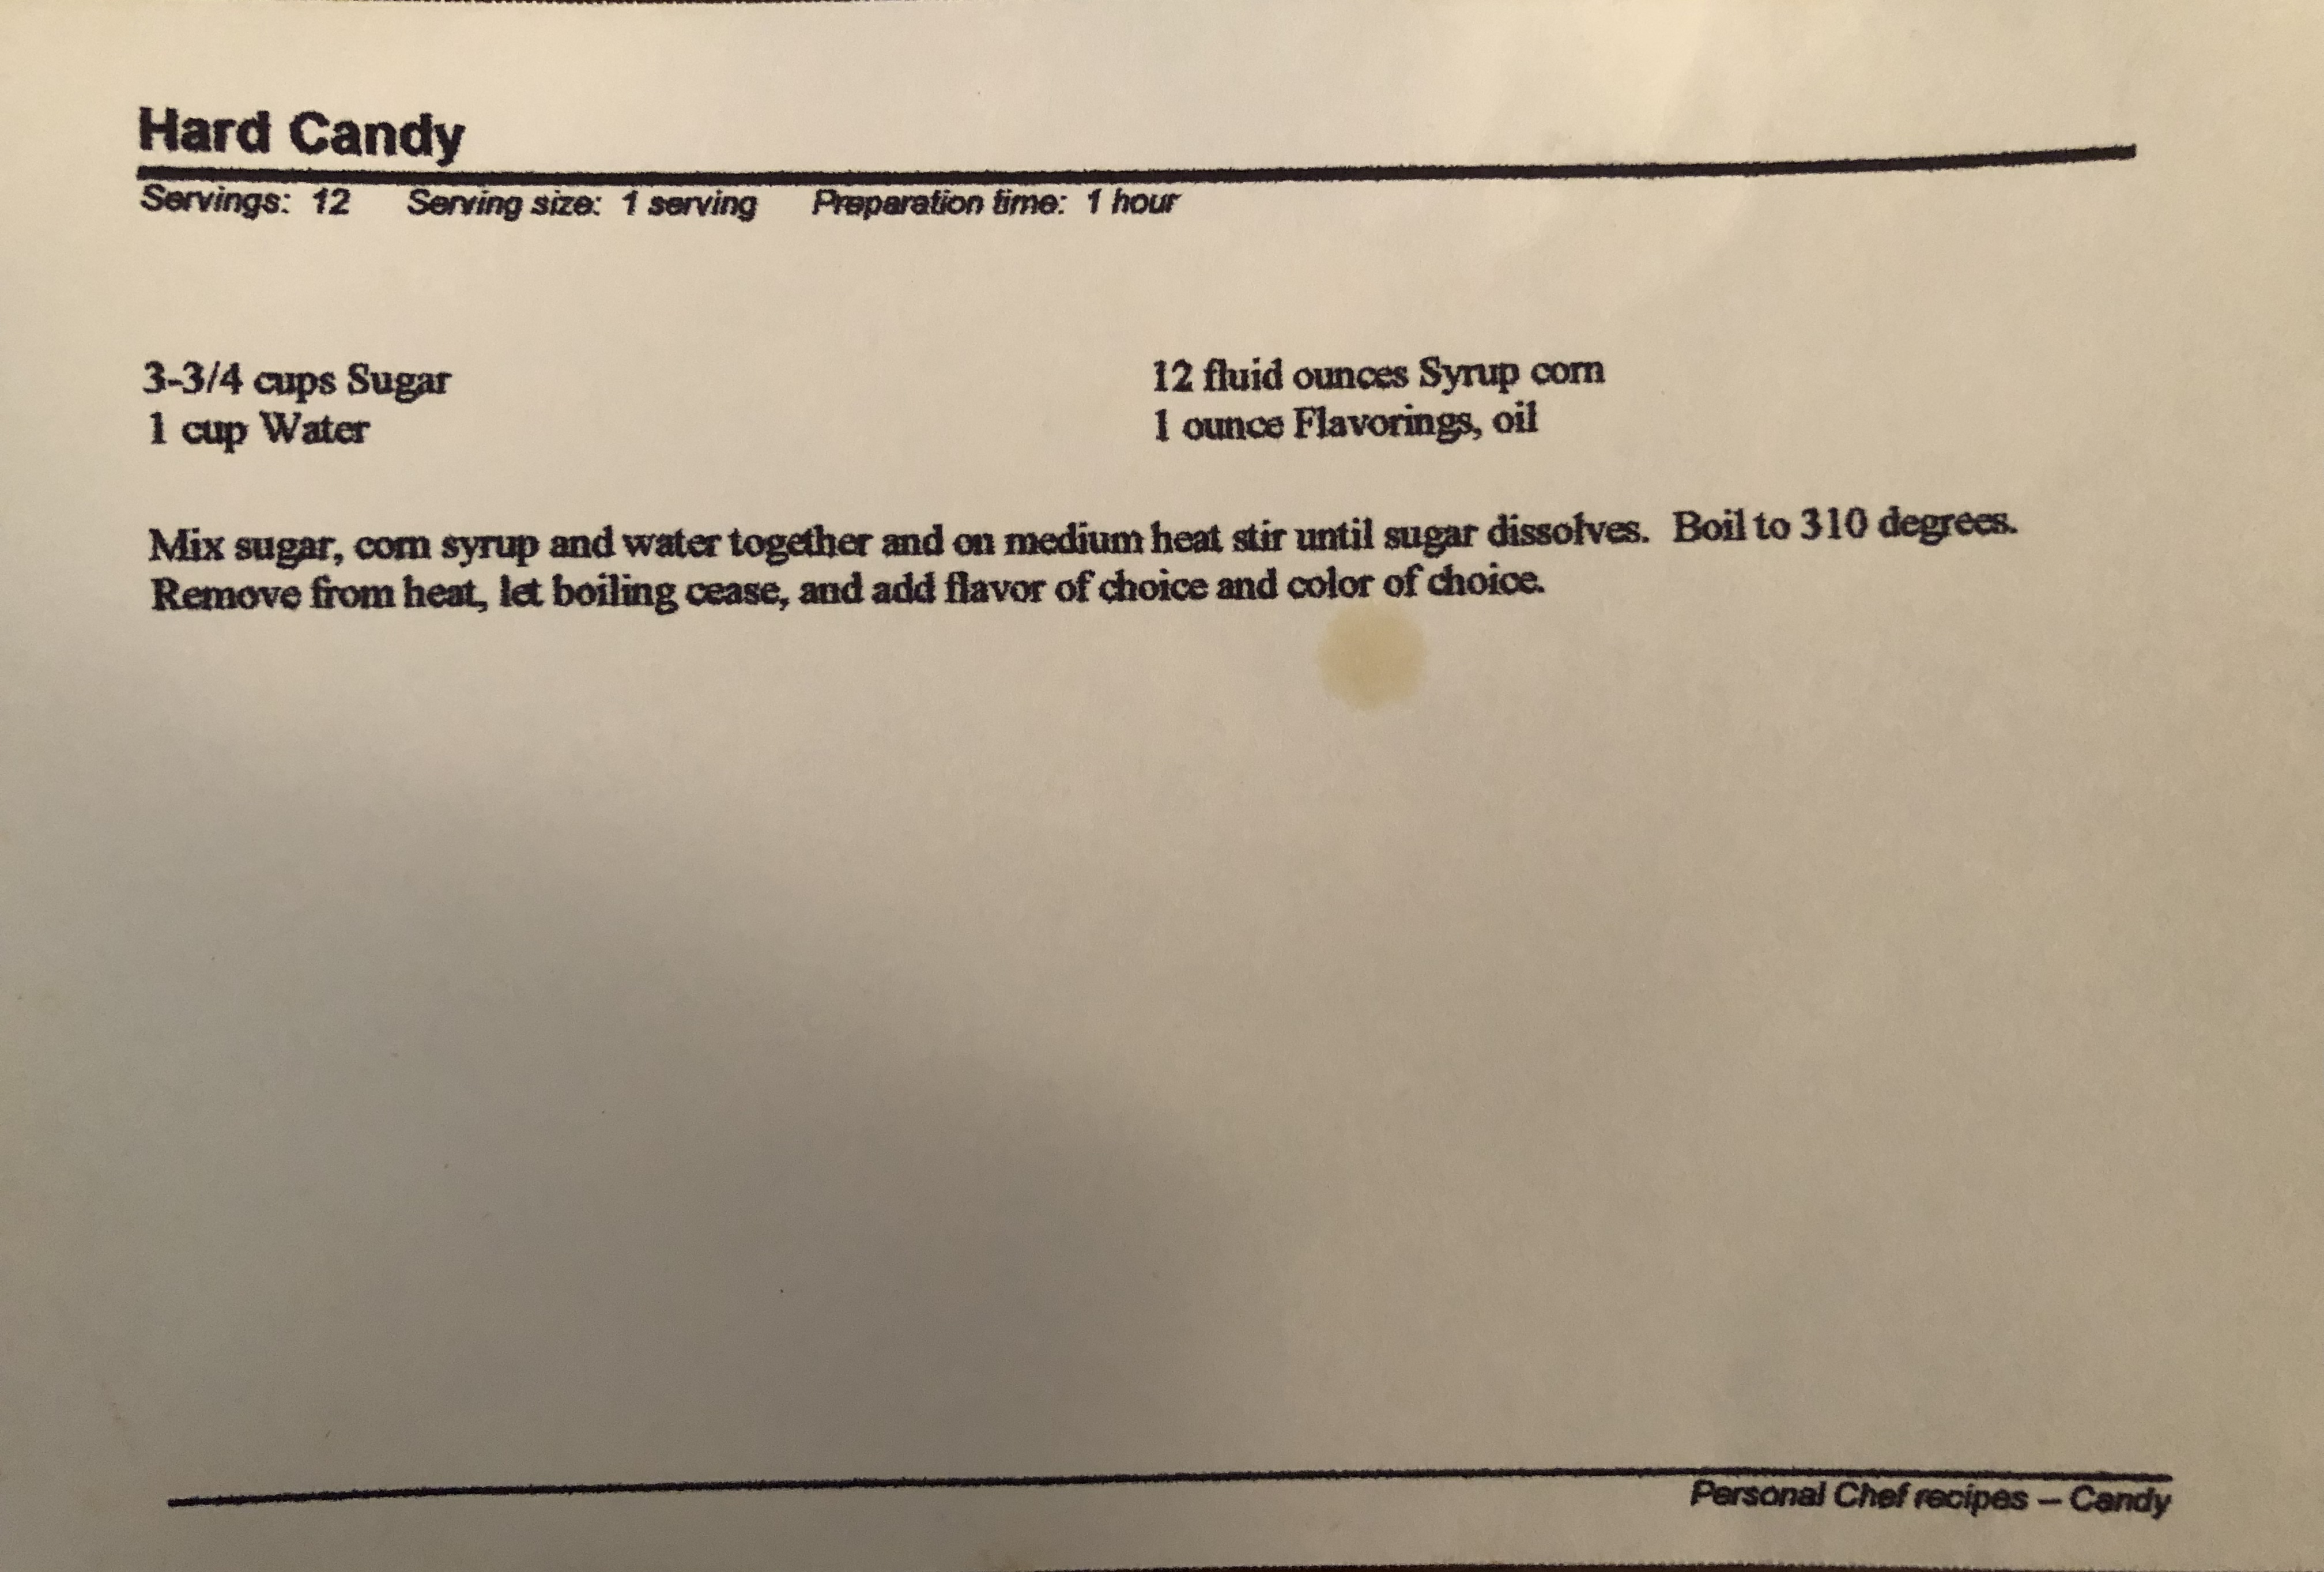 Hard Candy
Servings: 12 Serving size: 1 serving Preparation time: 1 hour
3-3/4 cups Sugar
1 cup Water
12 fluid ounces Syrup corn
1 ounce Flavorings, oil
Mix sugar, corn syrup and water together and on medium heat stir until sugar dissolves. Boil to 310 degrees.
Remove from heat, let boiling cease, and add flavor of choice and color of choice.
Personal Chef recipes – Candy